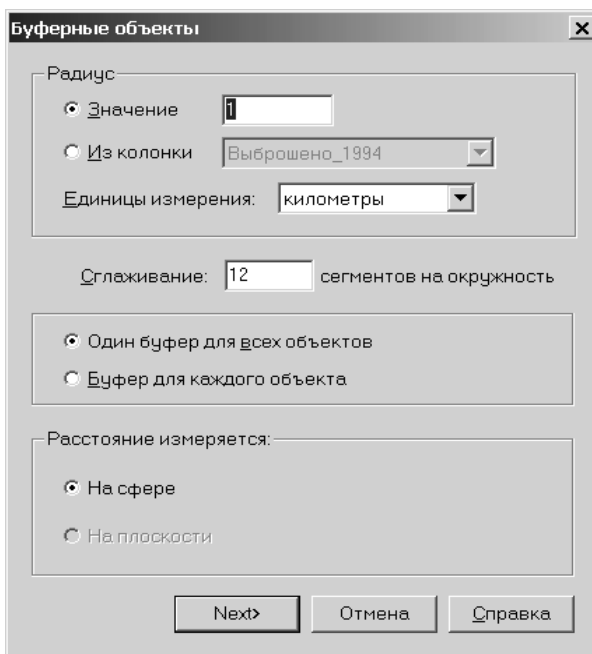 Буферные объекты
Радиус
Значение 1
Из колонки Выброшено_1994
Единицы измерения: километры
Сглаживание: 12 сегментов на окружность
Один буфер для всех объектов
Буфер для каждого объекта
Расстояние измеряется:
На сфере
На плоскости
Next> Отмена Справка